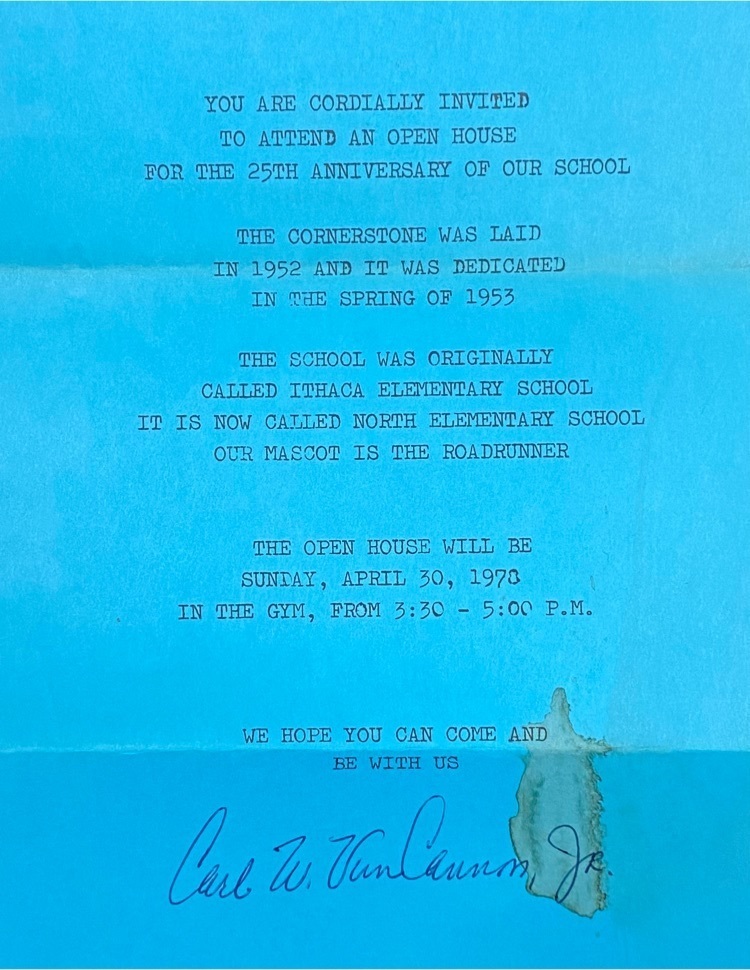 YOU ARE CORDIALLY INVITED
TO ATTEND AN OPEN HOUSE
FOR THE 25TH ANNIVERSARY OF OUR SCHOOL
THE CORNERSTONE WAS LAID
IN 1952 AND IT WAS DEDICATED
IN THE SPRING OF 1953
THE SCHOOL WAS ORIGINALLY
CALLED ITHACA ELEMENTARY SCHOOL
IT IS NOW CALLED NORTH ELEMENTARY SCHOOL
OUR MASCOT IS THE ROADRUNNER
THE OPEN HOUSE WILL BE
SUNDAY, APRIL 30, 1978
IN THE GYM, FROM 3:30 - 5:00 P.M.
WE HOPE YOU CAN COME AND
BE WITH US
Carl W. VanCannon, Jr.